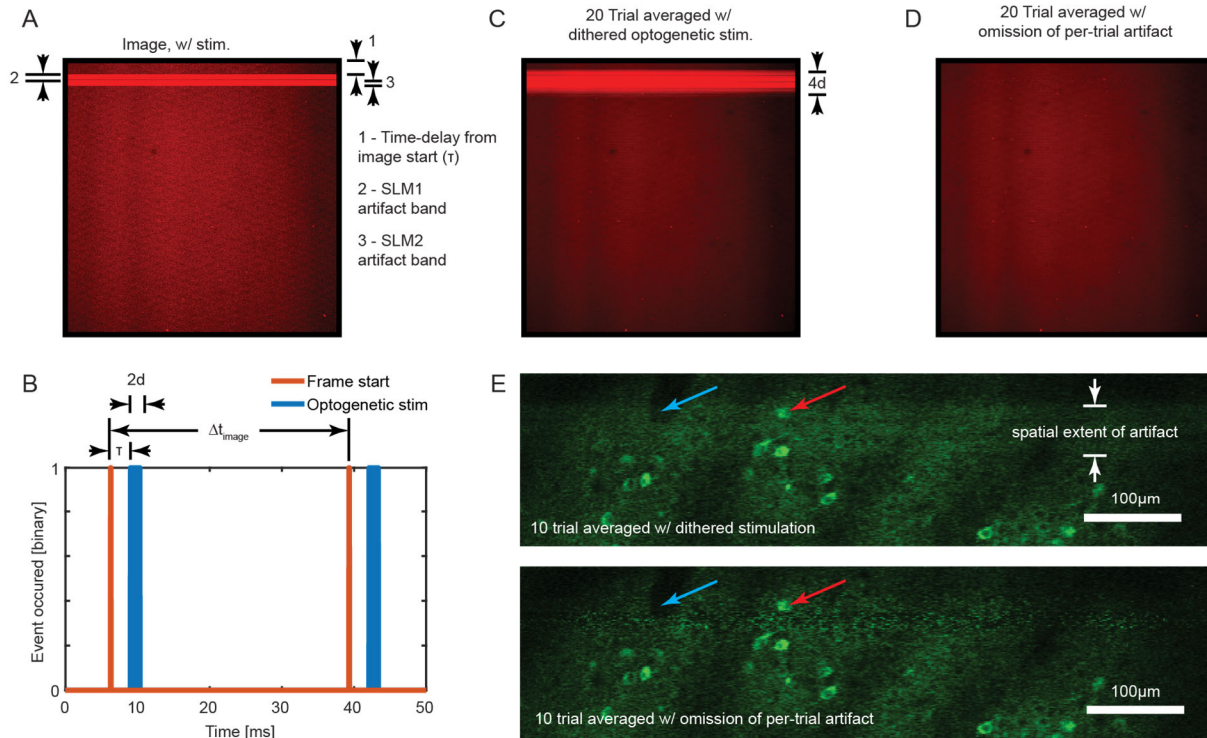 A
Image, w/ stim.
1
2
3
1 - Time-delay from
image start (τ)
2 - SLM1
artifact band
3 - SLM2
artifact band
C
20 Trial averaged w/
dithered optogenetic stim.
4d
D
20 Trial averaged w/
omission of per-trial artifact
B
2d
Frame start
Optogenetic stim
Δt image
τ
1
0
Event occured [binary]
0 10 20 30 40 50
Time [ms]
E
spatial extent of artifact
100µm
10 trial averaged w/ dithered stimulation
100µm
10 trial averaged w/ omission of per-trial artifact